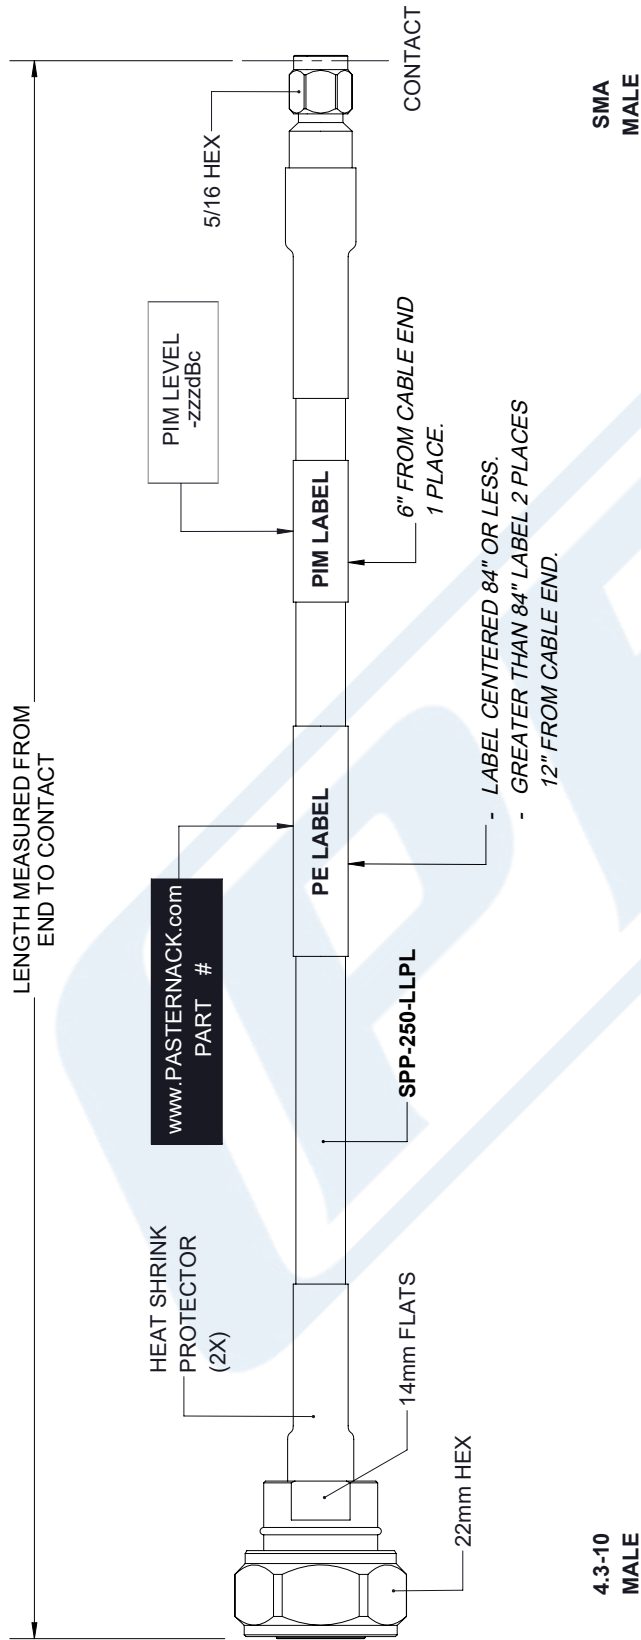 LENGTH MEASURED FROM
END TO CONTACT
www.PASTERNACK.com
PART #
PIM LEVEL
-zzzdBc
5/16 HEX
HEAT SHRINK
PROTECTOR
(2X)
PE LABEL
PIM LABEL
CONTACT
14mm FLATS
22mm HEX
SPP-250-LLPL
6" FROM CABLE END
1 PLACE.
- LABEL CENTERED 84" OR LESS.
- GREATER THAN 84" LABEL 2 PLACES
12" FROM CABLE END.
4.3-10
MALE
SMA
MALE